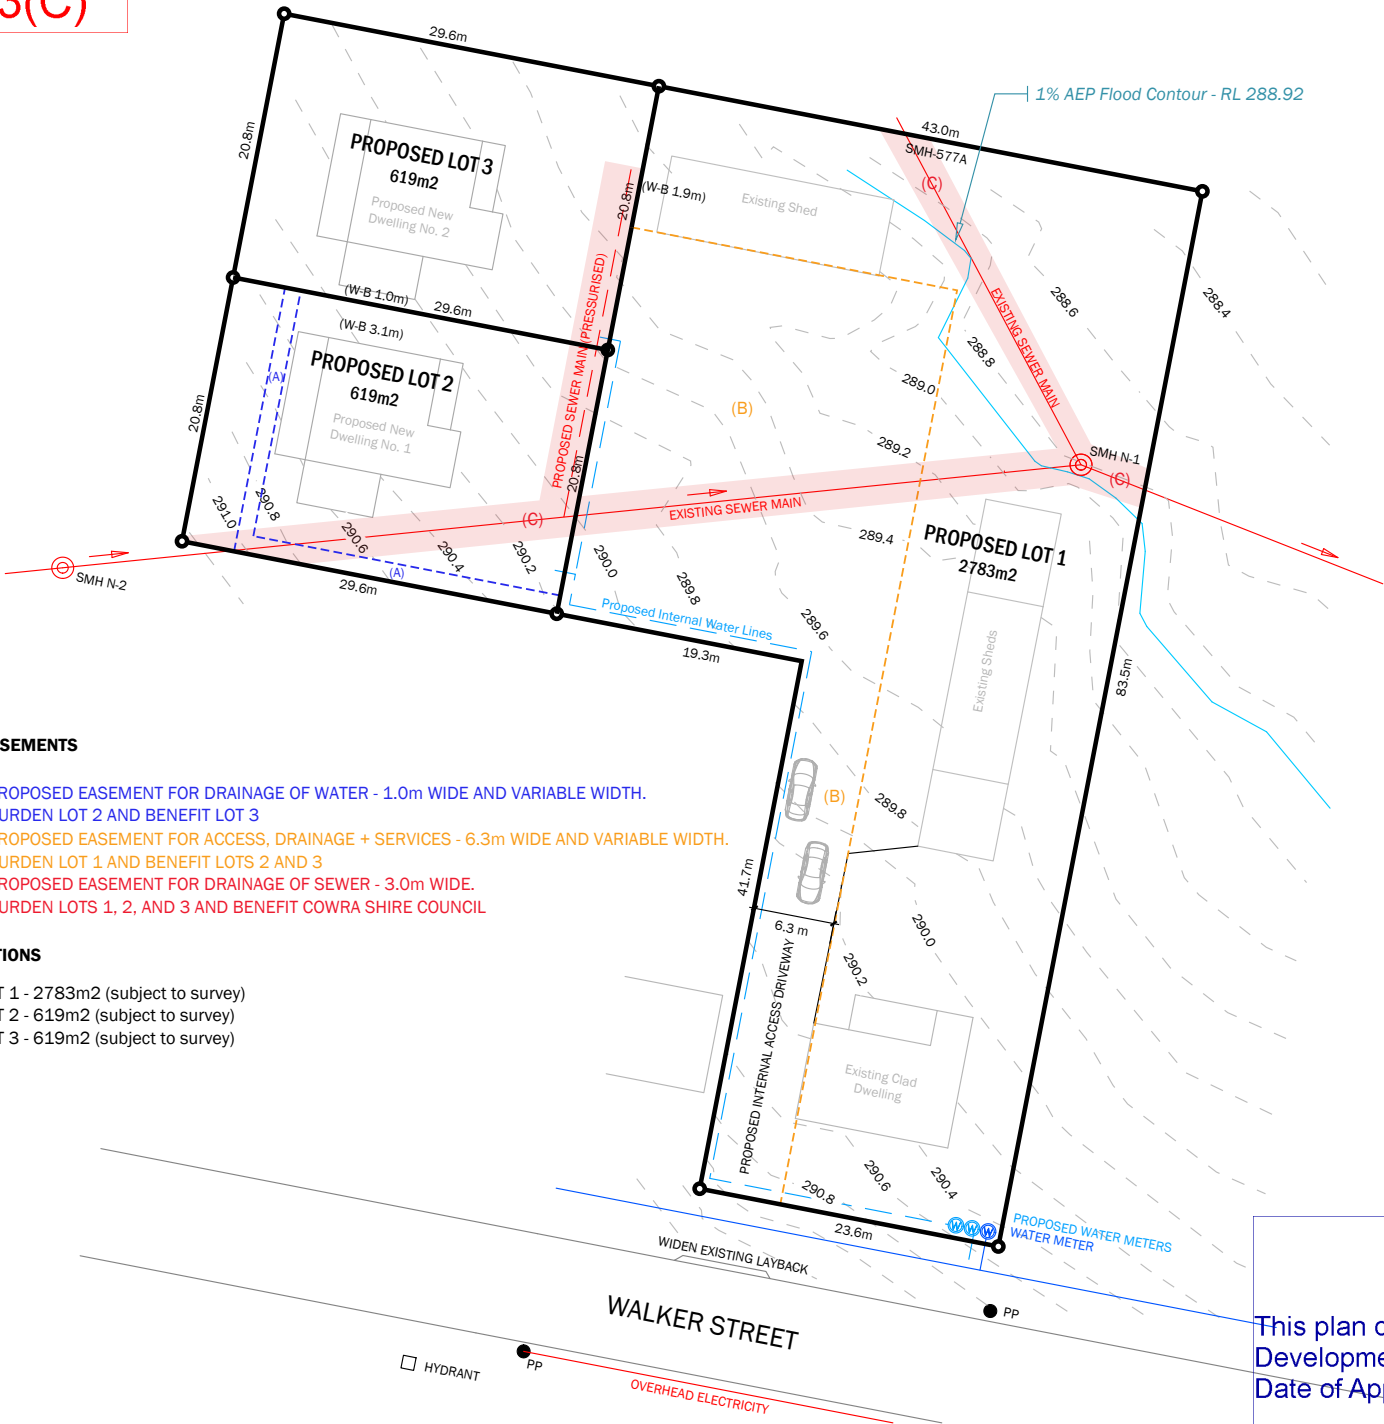 3(C)
29.6m
43.0m
1% AEP Flood Contour - RL 288.92
SMH-577A
(C)
20.8m
PROPOSED LOT 3
619m2
Proposed New
Dwelling No. 2
20.8m
(W-B 1.9m)
Existing Shed
(W-B 1.0m)
29.6m
(W-B 3.1m)
PROPOSED LOT 2
619m2
Proposed New
Dwelling No. 1
(A)
20.8m
PROPOSED SEWER MAIN (PRESSURISED)
20.8m
(B)
EXISTING SEWER MAIN
288.6
288.4
288.8
289.0
289.2
SMH N-1
(C)
291.0
290.8
290.6
290.4
290.2
290.0
(C)
EXISTING SEWER MAIN
289.4
PROPOSED LOT 1
2783m2
SMH N-2
(A)
29.6m
289.8
289.6
Proposed Internal Water Lines
19.3m
Existing Sheds
83.5m
SEMENTS
ROPOSED EASEMENT FOR DRAINAGE OF WATER - 1.0m WIDE AND VARIABLE WIDTH.
URDEN LOT 2 AND BENEFIT LOT 3
ROPOSED EASEMENT FOR ACCESS, DRAINAGE + SERVICES - 6.3m WIDE AND VARIABLE WIDTH.
URDEN LOT 1 AND BENEFIT LOTS 2 AND 3
ROPOSED EASEMENT FOR DRAINAGE OF SEWER - 3.0m WIDE.
URDEN LOTS 1, 2, AND 3 AND BENEFIT COWRA SHIRE COUNCIL
(B)
289.8
41.7m
6.3 m
290.0
290.2
TIONS
T 1 - 2783m2 (subject to survey)
T 2 - 619m2 (subject to survey)
T 3 - 619m2 (subject to survey)
PROPOSED INTERNAL ACCESS DRIVEWAY
Existing Clad
Dwelling
290.8
290.6
290.4
23.6m
W W W
PROPOSED WATER METERS
WATER METER
WIDEN EXISTING LAYBACK
WALKER STREET
PP
HYDRANT
PP
OVERHEAD ELECTRICITY
This plan
Developme
Date of Ap